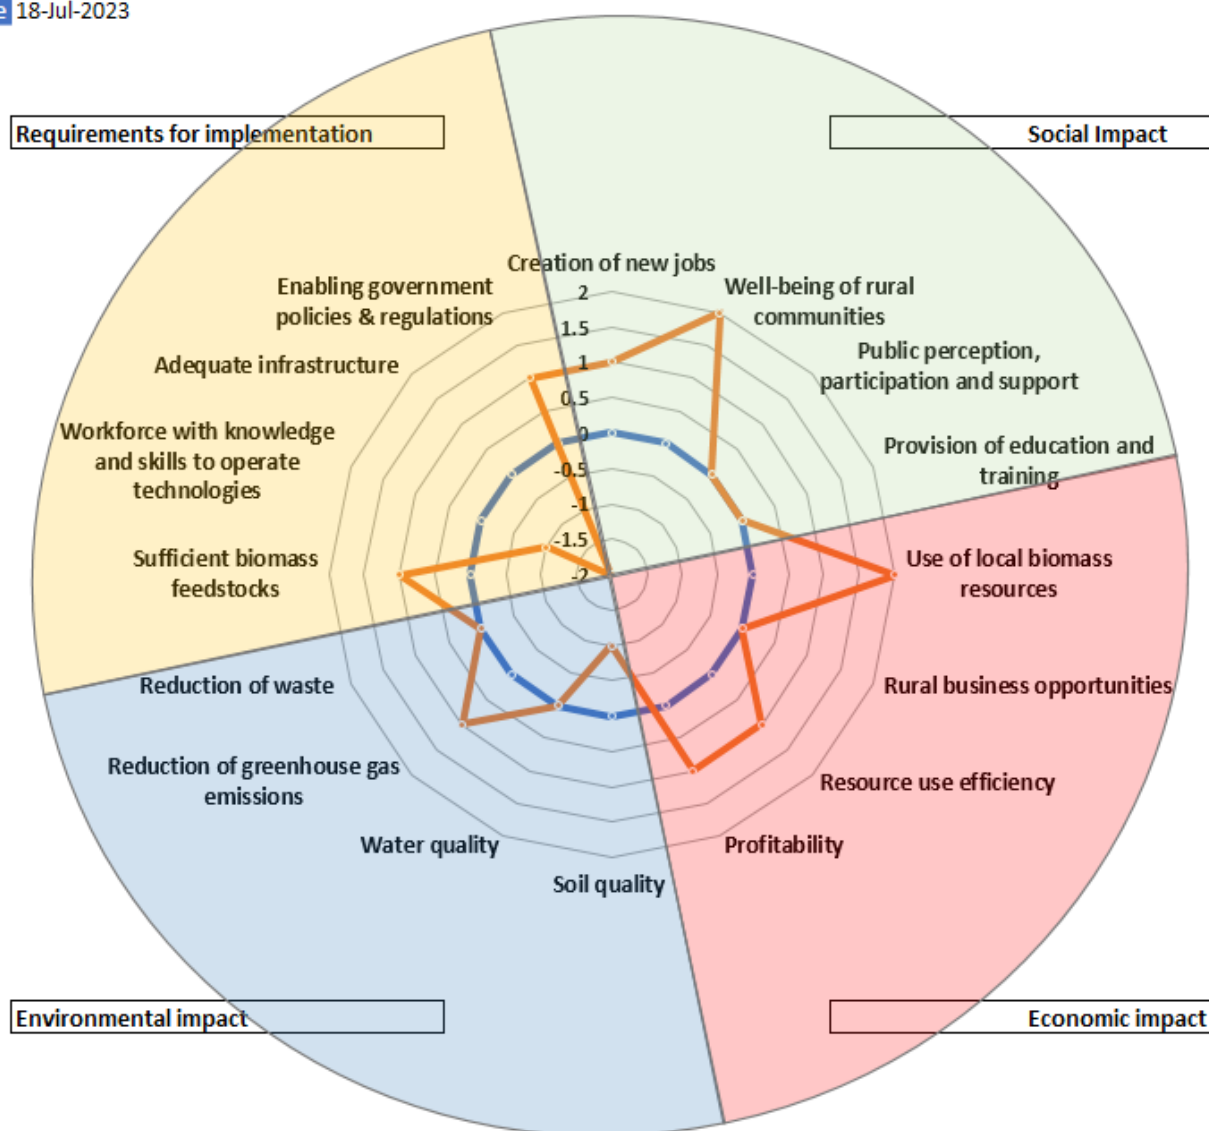 e 18-Jul-2023
Requirements for implementation
Social Impact
Creation of new jobs
Enabling government
policies & regulations
Well-being of rural
communities
2
1.5
1
0.5
0
-0.5
-1
-1.5
-2
Adequate infrastructure
Public perception,
participation and support
Workforce with knowledge
and skills to operate
technologies
Provision of education and
training
Sufficient biomass
feedstocks
Use of local biomass
resources
Reduction of waste
Rural business opportunities
Reduction of greenhouse gas
emissions
Resource use efficiency
Water quality
Profitability
Soil quality
Environmental impact
Economic impact